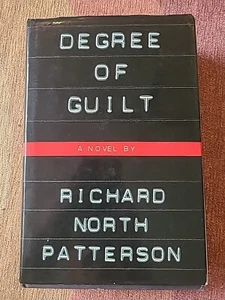 DEGREE
OF
GUILT
A NOVEL BY
RICHARD
NORTH
PATTERSON